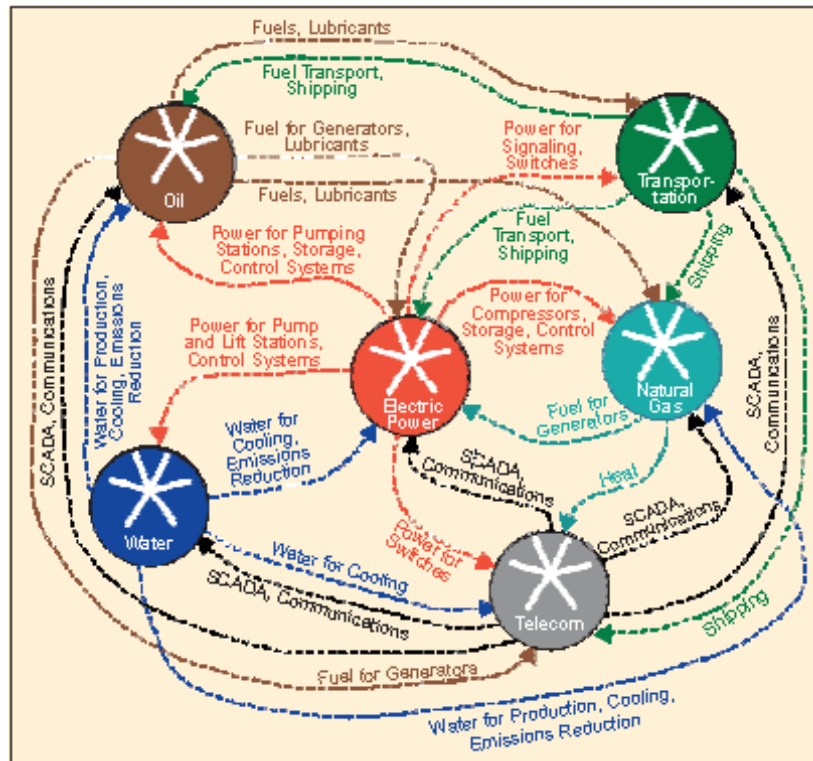 Fuels, Lubricants
Fuel Transport,
Shipping
Fuel for Generators,
Lubricants
Power for
Signaling,
Switches
Oil
Transpor-
tation
Fuels, Lubricants
Fuel
Transport,
Shipping
Shipping
Power for Pumping
Stations, Storage,
Control Systems
Power for
Compressors,
Storage, Control
Systems
Power for Pump
and Lift Stations,
Control Systems
SCADA, Communications
Water for Production,
Cooling, Emissions
Reduction
Electric
Power
Natural
Gas
SCADA,
Communications
Fuel for
Generators
Water for
Cooling,
Emissions
Reduction
SCADA,
Communications
Heat
SCADA,
Communications
Water
Water for Cooling
Power for
Switches
SCADA, Communications
Telecom
Shipping
Fuel for Generators
Water for Production, Cooling,
Emissions Reduction